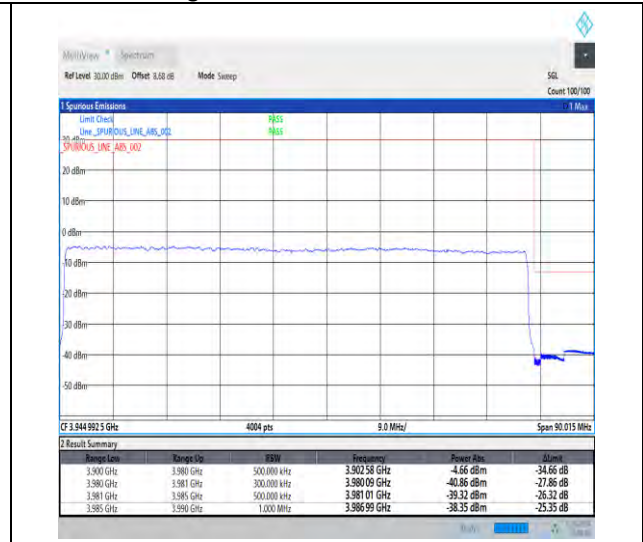 MultiView Spectrum
Ref Level 30.00 dBm Offset 8.68 dB Mode Sweep SGL
Count 100/100
1 Spurious Emissions 1 Max
Limit Check PASS
Line _SPURIOUS_LINE_ABS_002 PASS
30 dBm
_SPURIOUS_LINE_ABS_002
20 dBm
10 dBm
0 dBm
-10 dBm
-20 dBm
-30 dBm
-40 dBm
-50 dBm
CF 3.944 992 5 GHz 4004 pts 9.0 MHz/ Span 90.015 MHz
2 Result Summary
Range Low Range Up RBW Frequency Power Abs ΔLimit
3.900 GHz 3.980 GHz 500.000 kHz 3.902 58 GHz -4.66 dBm -34.66 dB
3.980 GHz 3.981 GHz 300.000 kHz 3.980 09 GHz -40.86 dBm -27.86 dB
3.981 GHz 3.985 GHz 500.000 kHz 3.981 01 GHz -39.32 dBm -26.32 dB
3.985 GHz 3.990 GHz 1.000 MHz 3.986 99 GHz -38.35 dBm -25.35 dB